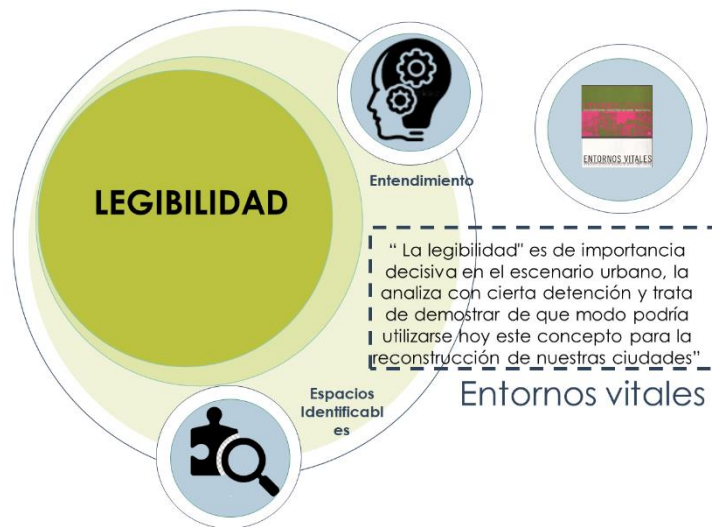 LEGIBILIDAD
Entendimiento
ENTORNOS VITALES
“ La legibilidad" es de importancia
decisiva en el escenario urbano, la
analiza con cierta detención y trata
de demostrar de que modo podría
utilizarse hoy este concepto para la
reconstrucción de nuestras ciudades”
Entornos vitales
Espacios
Identificabl
es